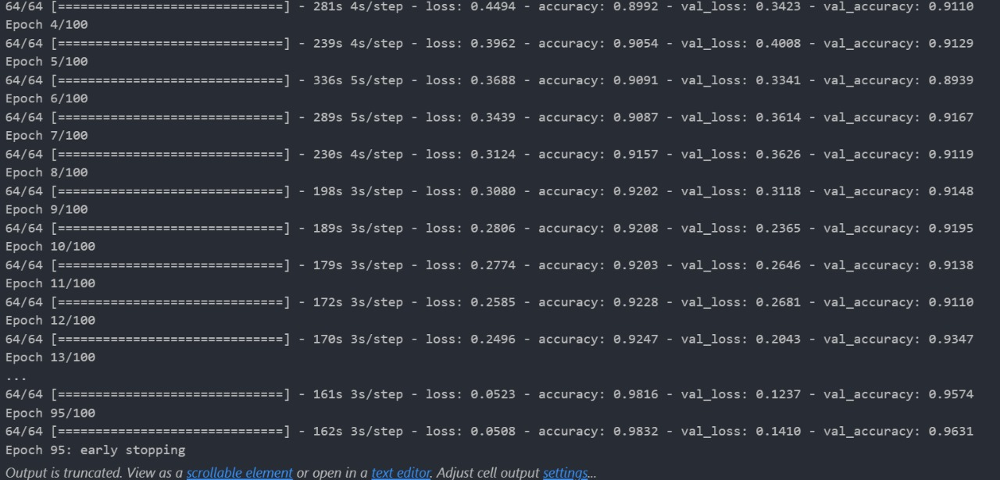 64/64 [==============================] - 281s 4s/step - loss: 0.4494 - accuracy: 0.8992 - val_loss: 0.3423 - val_accuracy: 0.9110
Epoch 4/100
64/64 [==============================] - 239s 4s/step - loss: 0.3962 - accuracy: 0.9054 - val_loss: 0.4008 - val_accuracy: 0.9129
Epoch 5/100
64/64 [==============================] - 336s 5s/step - loss: 0.3688 - accuracy: 0.9091 - val_loss: 0.3341 - val_accuracy: 0.8939
Epoch 6/100
64/64 [==============================] - 289s 5s/step - loss: 0.3439 - accuracy: 0.9087 - val_loss: 0.3614 - val_accuracy: 0.9167
Epoch 7/100
64/64 [==============================] - 230s 4s/step - loss: 0.3124 - accuracy: 0.9157 - val_loss: 0.3626 - val_accuracy: 0.9119
Epoch 8/100
64/64 [==============================] - 198s 3s/step - loss: 0.3080 - accuracy: 0.9202 - val_loss: 0.3118 - val_accuracy: 0.9148
Epoch 9/100
64/64 [==============================] - 189s 3s/step - loss: 0.2806 - accuracy: 0.9208 - val_loss: 0.2365 - val_accuracy: 0.9195
Epoch 10/100
64/64 [==============================] - 179s 3s/step - loss: 0.2774 - accuracy: 0.9203 - val_loss: 0.2646 - val_accuracy: 0.9138
Epoch 11/100
64/64 [==============================] - 172s 3s/step - loss: 0.2585 - accuracy: 0.9228 - val_loss: 0.2681 - val_accuracy: 0.9110
Epoch 12/100
64/64 [==============================] - 170s 3s/step - loss: 0.2496 - accuracy: 0.9247 - val_loss: 0.2043 - val_accuracy: 0.9347
Epoch 13/100
...
64/64 [==============================] - 161s 3s/step - loss: 0.0523 - accuracy: 0.9816 - val_loss: 0.1237 - val_accuracy: 0.9574
Epoch 95/100
64/64 [==============================] - 162s 3s/step - loss: 0.0508 - accuracy: 0.9832 - val_loss: 0.1410 - val_accuracy: 0.9631
Epoch 95: early stopping
Output is truncated. View as a scrollable element or open in a text editor. Adjust cell output settings...